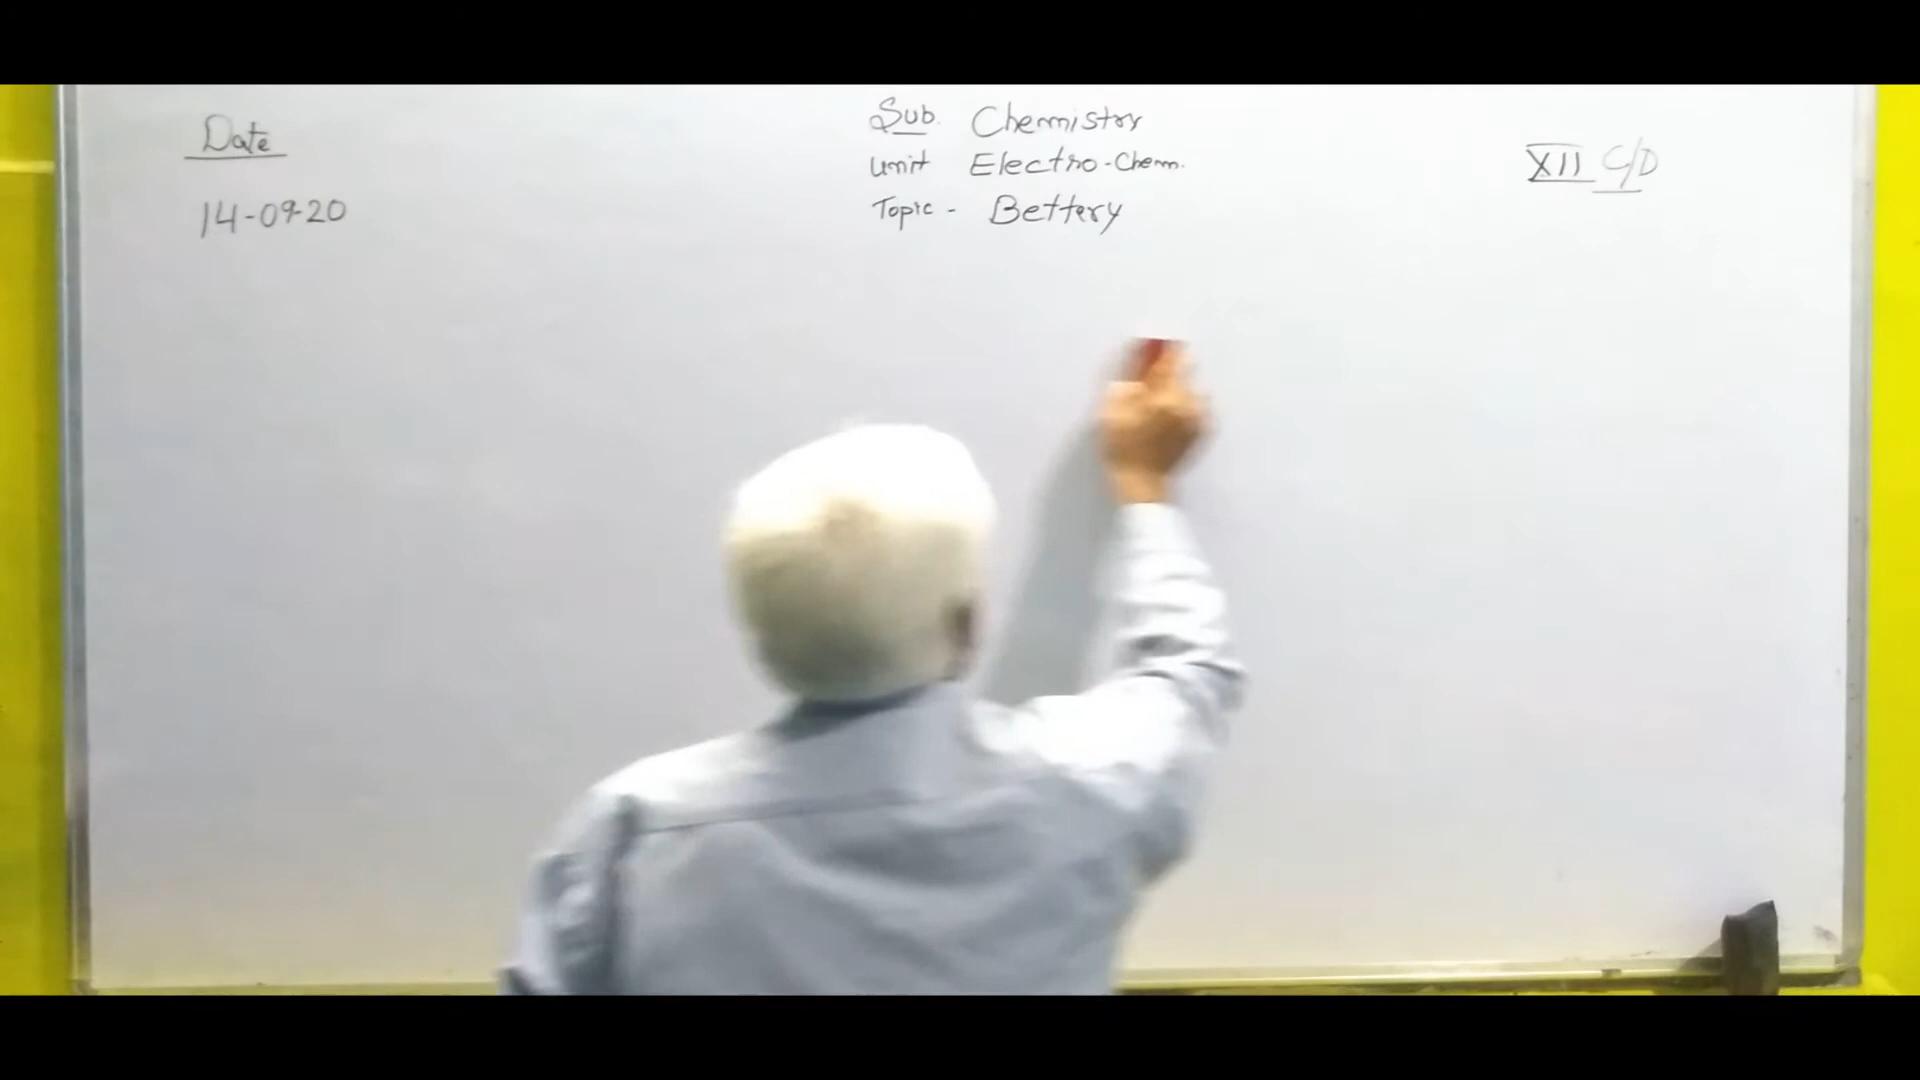 Date
14-09-20
Sub. Chemistry
Unit Electro-Chem.
Topic - Bettery
XII C/D